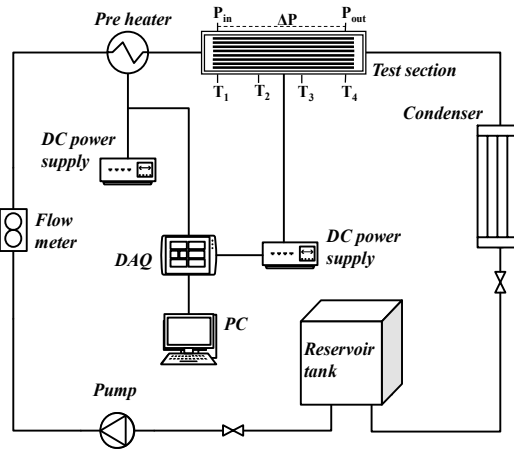 Pre heater
P_in ΔP P_out
T_1 T_2 T_3 T_4
Test section
Condenser
DC power
supply
Flow
meter
DAQ
DC power
supply
PC
Reservoir
tank
Pump